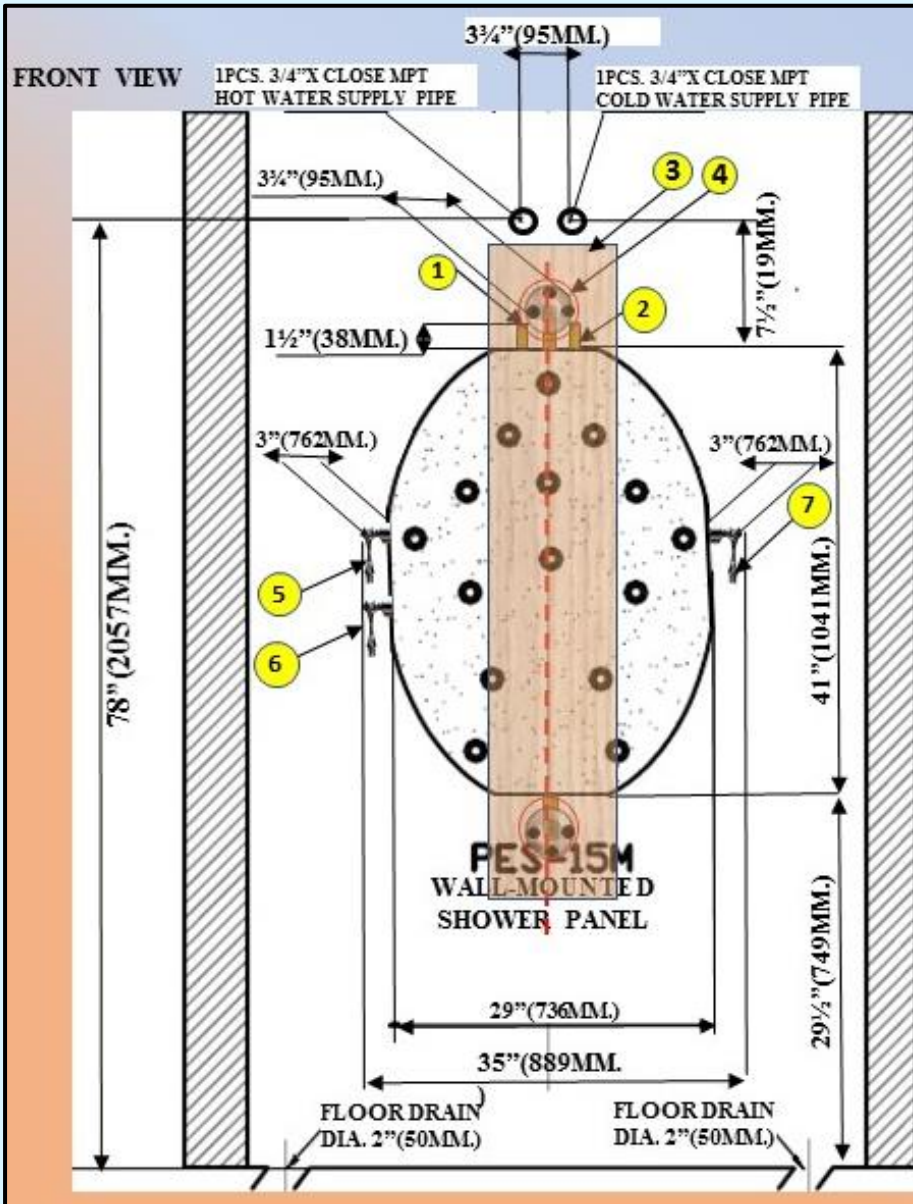 3¾”(95MM.)
FRONT VIEW
1PCS. 3/4”X CLOSE MPT
HOT WATER SUPPLY PIPE
1PCS. 3/4”X CLOSE MPT
COLD WATER SUPPLY PIPE
3¾”(95MM.)
3
4
1
2
7½”(19MM.)
1½”(38MM.)
3”(762MM.)
3”(762MM.)
7
5
6
78”(2057MM.)
41”(1041MM.)
PES-15M
WALL-MOUNTED
SHOWER PANEL
29½”(749MM.)
29”(736MM.)
35”(889MM.
)
FLOOR DRAIN
DIA. 2”(50MM.)
FLOOR DRAIN
DIA. 2”(50MM.)